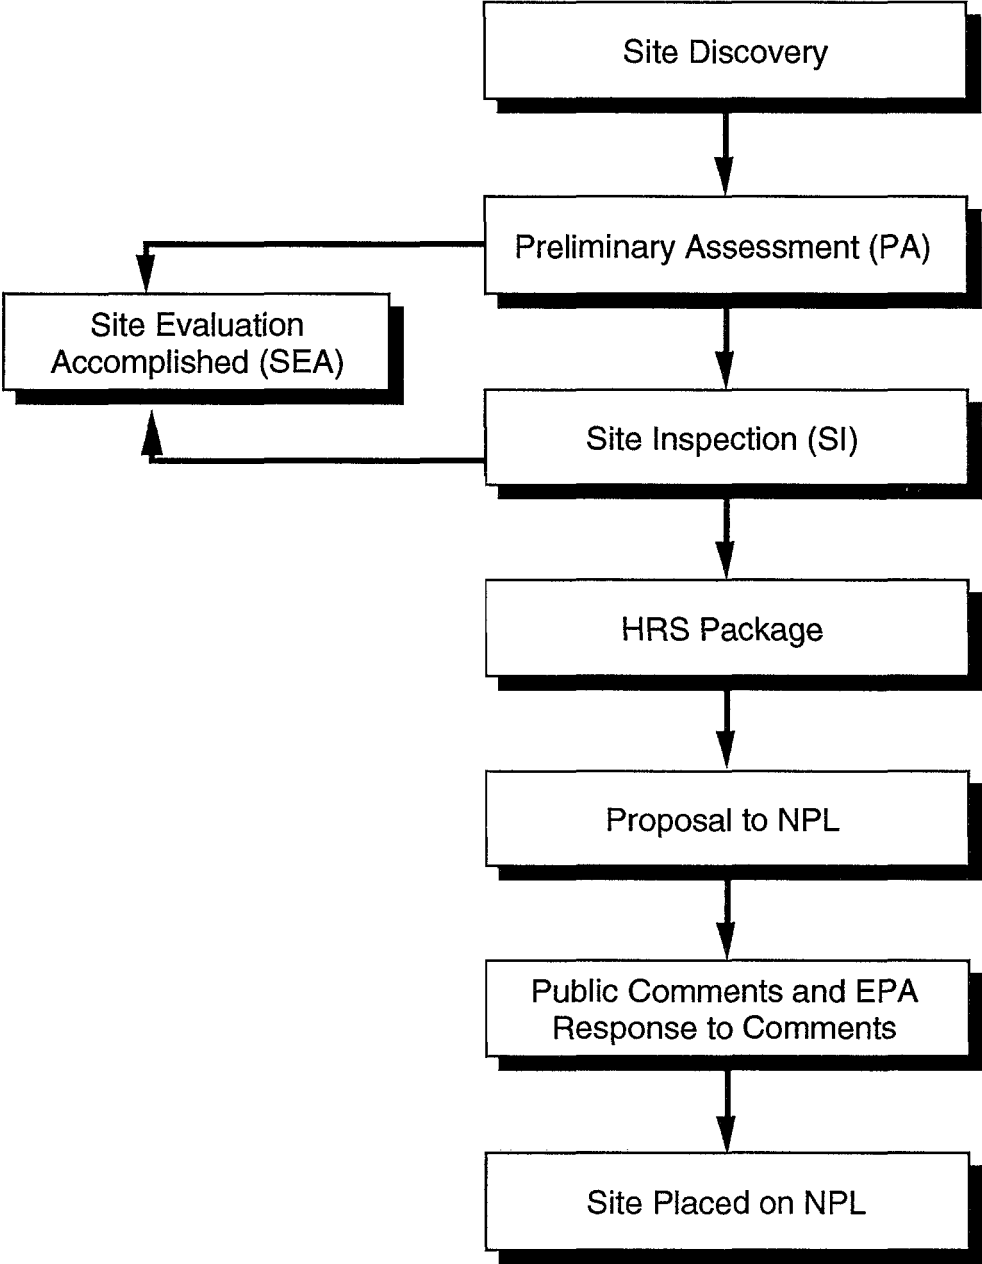 Site Discovery
Preliminary Assessment (PA)
Site Evaluation
Accomplished (SEA)
Site Inspection (SI)
HRS Package
Proposal to NPL
Public Comments and EPA
Response to Comments
Site Placed on NPL